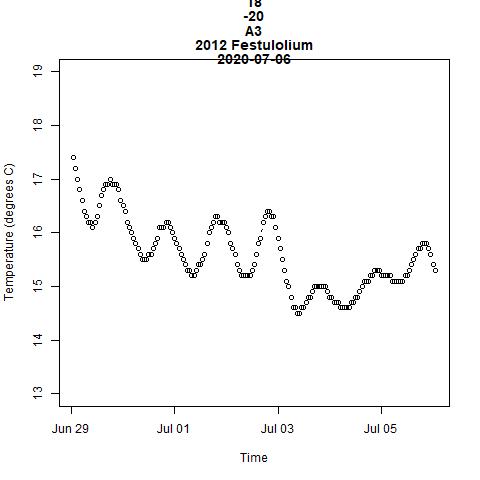 18
-20
A3
2012 Festulolium
2020-07-06
Temperature (degrees C)
19
18
17
16
15
14
13
Jun 29
Jul 01
Jul 03
Jul 05
Time